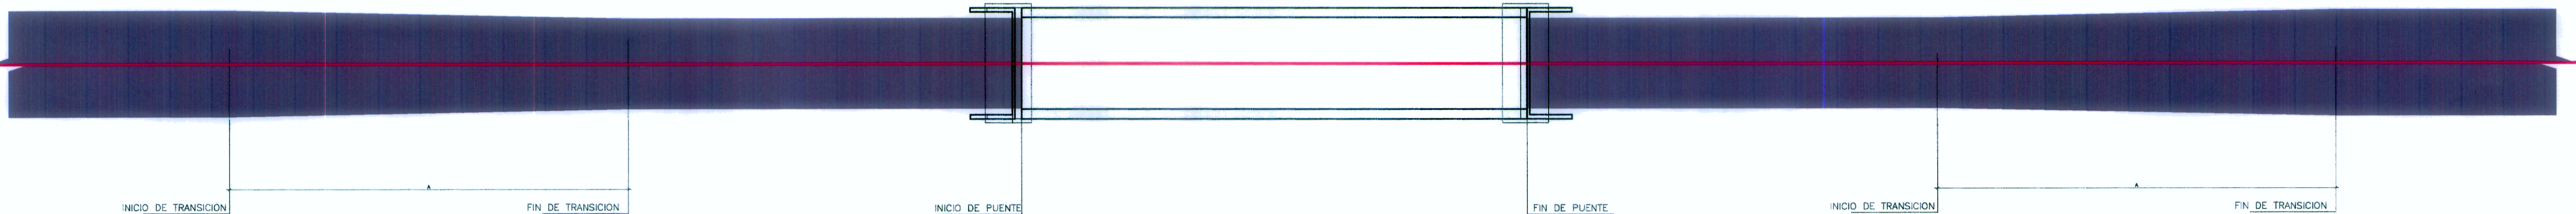 A
A
INICIO DE TRANSICION
FIN DE TRANSICION
INICIO DE PUENTE
FIN DE PUENTE
INICIO DE TRANSICION
FIN DE TRANSICION